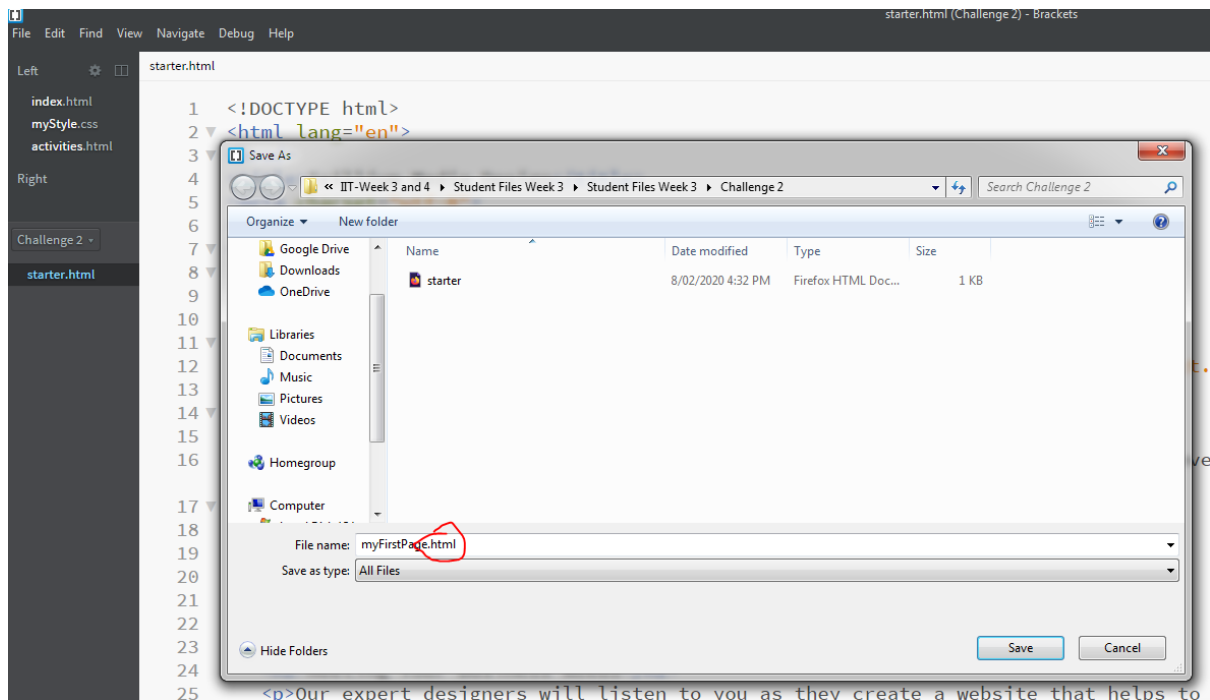 starter.html (Challenge 2) - Brackets
File Edit Find View Navigate Debug Help
Left
index.html
myStyle.css
activities.html
Right
Challenge 2
starter.html
starter.html
1 <!DOCTYPE html>
2 <html lang="en">
3
4
5
6
7
8
9
10
11
12
13
14
15
16
17
18
19
20
21
22
23
24
25 <p>Our expert designers will listen to you as they create a website that helps to
Save As
« IIT-Week 3 and 4 Student Files Week 3 Student Files Week 3 Challenge 2
Search Challenge 2
Organize New folder
Google Drive
Downloads
OneDrive
Libraries
Documents
Music
Pictures
Videos
Homegroup
Computer
Name Date modified Type Size
starter 8/02/2020 4:32 PM Firefox HTML Doc... 1 KB
File name: myFirstPage.html
Save as type: All Files
Hide Folders
Save Cancel